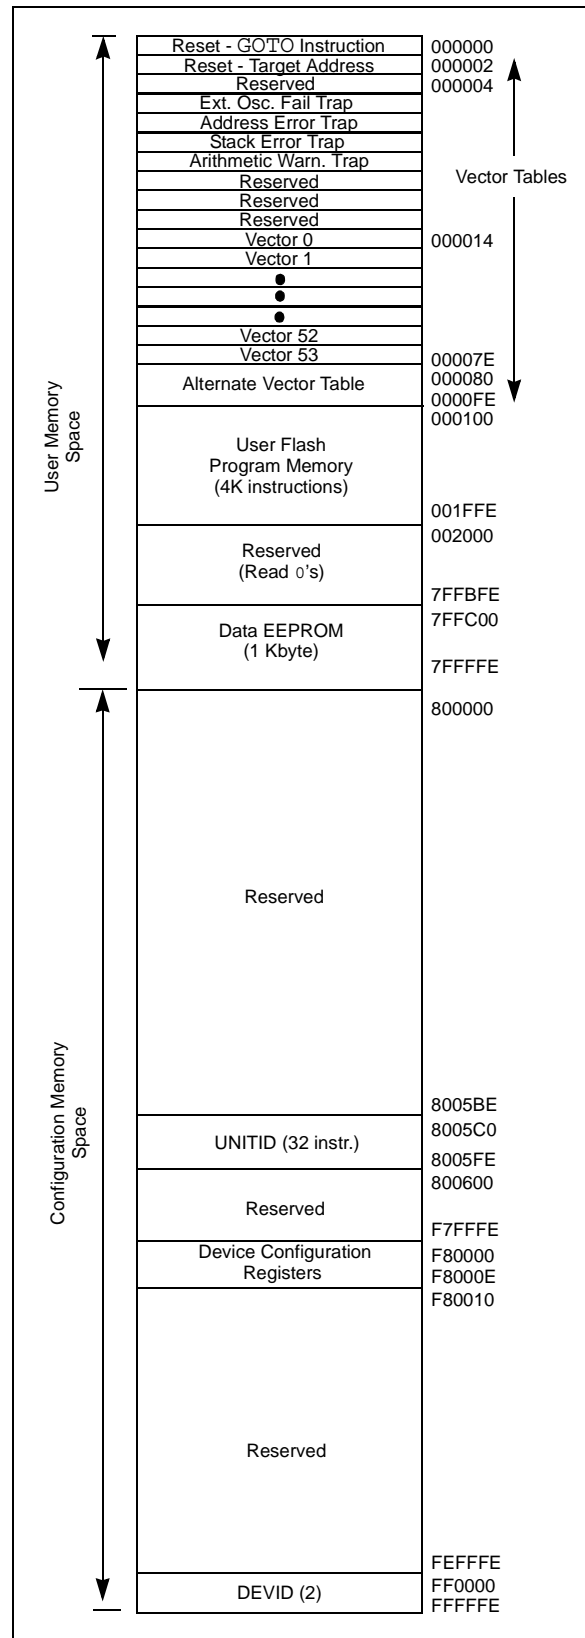 Reset - GOTO Instruction 000000
Reset - Target Address 000002
Reserved 000004
Ext. Osc. Fail Trap
Address Error Trap
Stack Error Trap
Arithmetic Warn. Trap
Reserved
Vector Tables
Reserved
Reserved
Vector 0 000014
Vector 1
Vector 52
Vector 53 00007E
Alternate Vector Table 000080
0000FE
000100
User Memory
Space
User Flash
Program Memory
(4K instructions)
001FFE
002000
Reserved
(Read 0's)
7FFBFE
7FFC00
Data EEPROM
(1 Kbyte)
7FFFFE
800000
Reserved
8005BE
Configuration Memory
Space
8005C0
UNITID (32 instr.)
8005FE
800600
Reserved
F7FFFE
Device Configuration
Registers
F80000
F8000E
F80010
Reserved
FEFFFE
DEVID (2) FF0000
FFFFFE